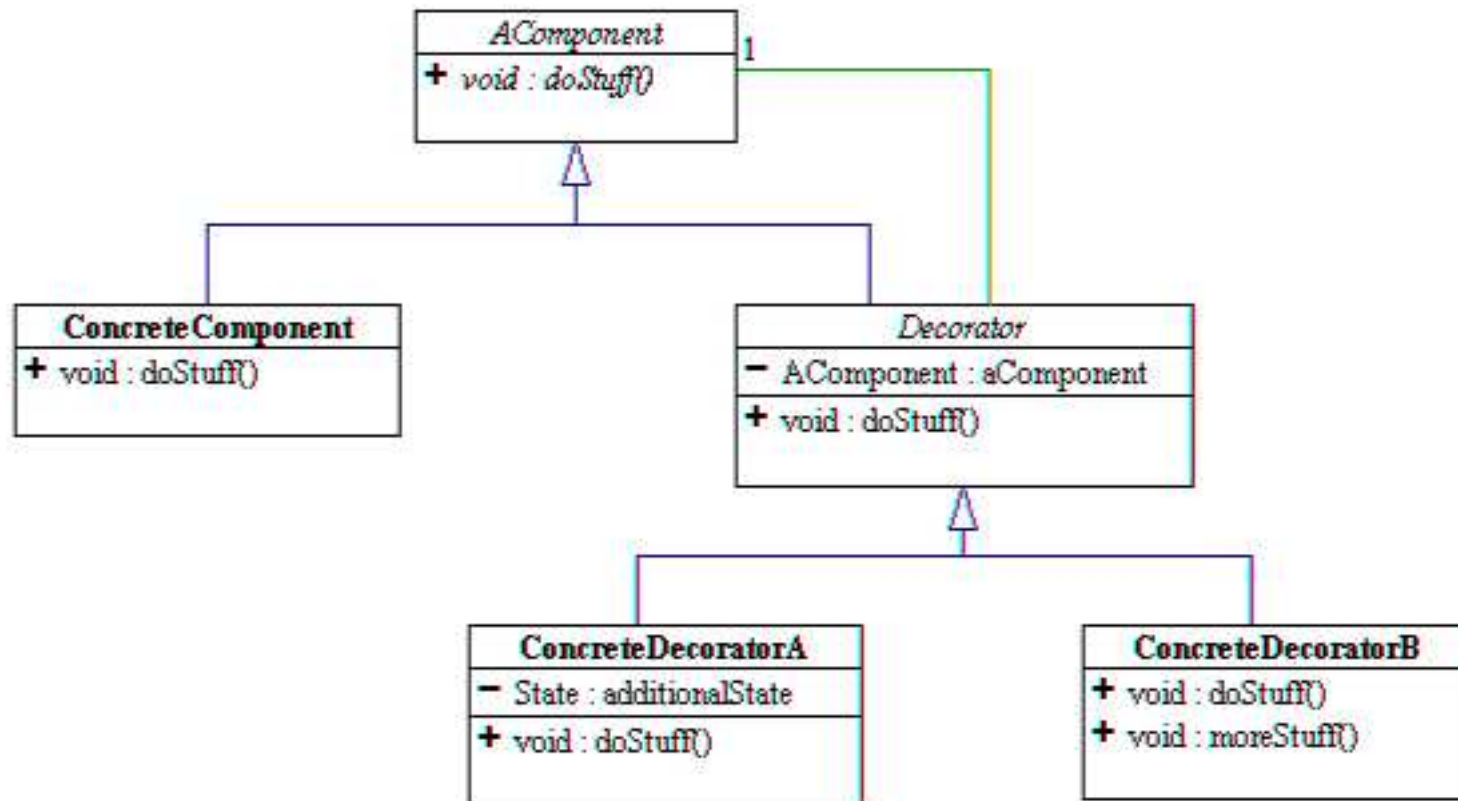 AComponent
1
+ void : doStuff()
ConcreteComponent
+ void : doStuff()
Decorator
- AComponent : aComponent
+ void : doStuff()
ConcreteDecoratorA
- State : additionalState
+ void : doStuff()
ConcreteDecoratorB
+ void : doStuff()
+ void : moreStuff()